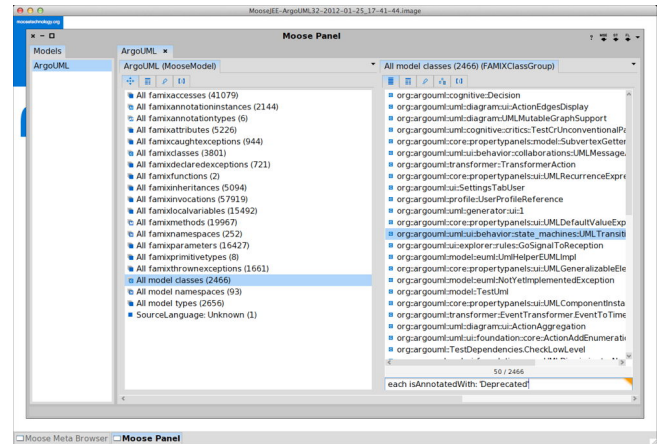 MooseJEE-ArgoUML32-2012-01-25_17-41-44.image
moosetechnology.org
Moose Panel
Models
ArgoUML
ArgoUML
ArgoUML (MooseModel)
All famixaccesses (41079)
All famixannotationinstances (2144)
All famixannotationtypes (6)
All famixattributes (5226)
All famixcaughtexceptions (944)
All famixclasses (3801)
All famixdeclaredexceptions (721)
All famixfunctions (2)
All famixinheritances (5094)
All famixinvocations (57919)
All famixlocalvariables (15492)
All famixmethods (19967)
All famixnamespaces (252)
All famixparameters (16427)
All famixprimitivetypes (8)
All famixthrownexceptions (1661)
All model classes (2466)
All model namespaces (93)
All model types (2656)
SourceLanguage: Unknown (1)
All model classes (2466) (FAMIXClassGroup)
org::argouml::cognitive::Decision
org::argouml::uml::diagram::ui::ActionEdgesDisplay
org::argouml::uml::diagram::UMLMutableGraphSupport
org::argouml::uml::cognitive::critics::TestCrUnconventionalPa
org::argouml::core::propertypanels::model::SubvertexGetter
org::argouml::uml::ui::behavior::collaborations::UMLMessage
org::argouml::transformer::TransformerAction
org::argouml::core::propertypanels::ui::UMLRecurrenceExpre
org::argouml::ui::SettingsTabUser
org::argouml::profile::UserProfileReference
org::argouml::uml::generator::ui::1
org::argouml::core::propertypanels::ui::UMLDefaultValueExp
org::argouml::uml::ui::behavior::state_machines::UMLTransiti
org::argouml::ui::explorer::rules::GoSignalToReception
org::argouml::model::euml::UmlHelperEUMLImpl
org::argouml::core::propertypanels::ui::UMLGeneralizableEle
org::argouml::model::euml::NotYetImplementedException
org::argouml::model::TestUml
org::argouml::core::propertypanels::ui::UMLComponentInsta
org::argouml::transformer::EventTransformer.EventToTime
org::argouml::uml::diagram::ui::ActionAggregation
org::argouml::uml::ui::foundation::core::ActionAddEnumerati
org::argouml::TestDependencies.CheckLowLevel
50 / 2466
each isAnnotatedWith: 'Deprecated'
Moose Meta Browser
Moose Panel